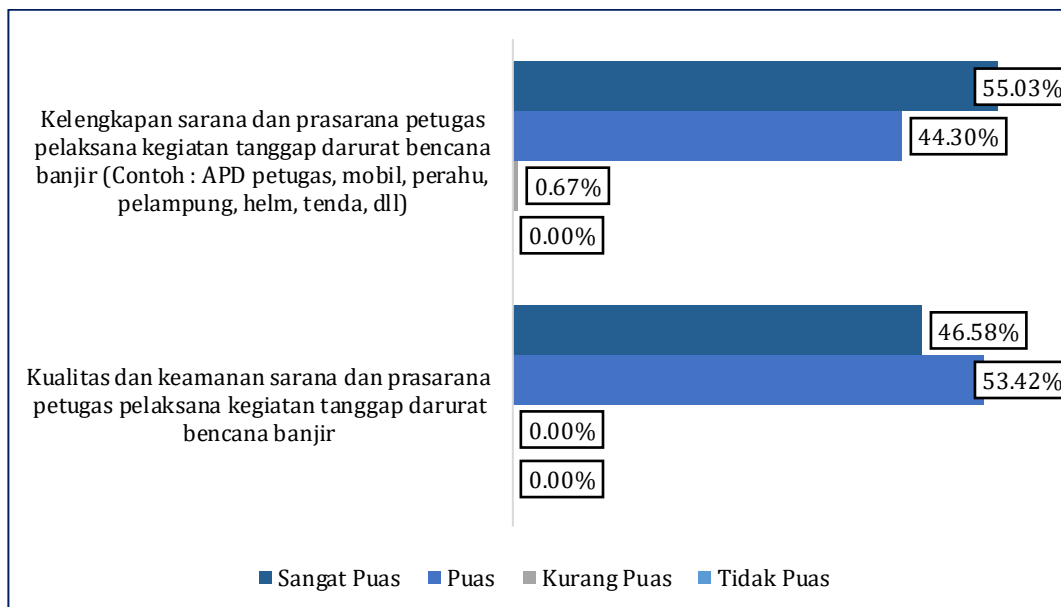 Kelengkapan sarana dan prasarana petugas
pelaksana kegiatan tanggap darurat bencana
banjir (Contoh : APD petugas, mobil, perahu,
pelampung, helm, tenda, dll)
55.03%
44.30%
0.67%
0.00%
Kualitas dan keamanan sarana dan prasarana
petugas pelaksana kegiatan tanggap darurat
bencana banjir
46.58%
53.42%
0.00%
0.00%
Sangat Puas Puas Kurang Puas Tidak Puas